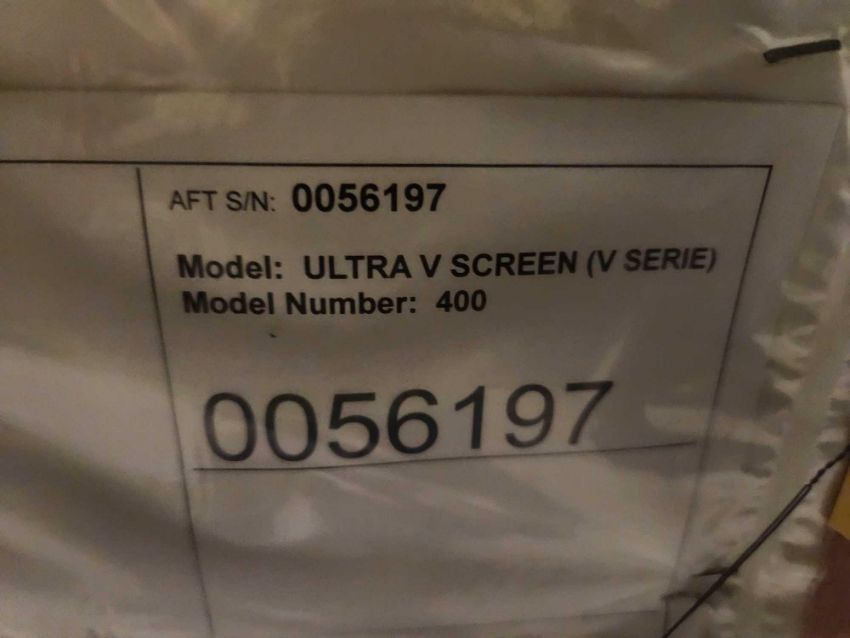 AFT S/N: 0056197
Model: ULTRA V SCREEN (V SERIE)
Model Number: 400
0056197